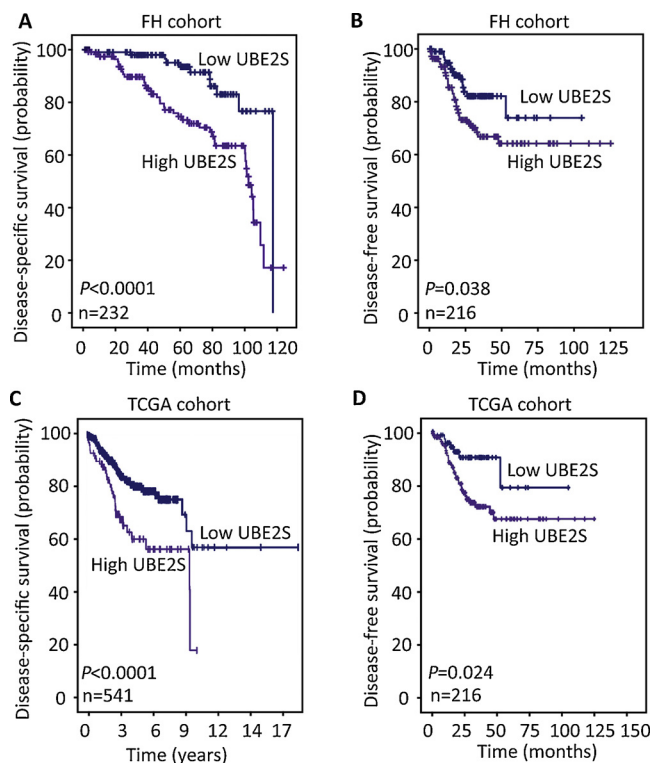 A
FH cohort
Disease-specific survival (probability)
100
80
60
40
20
0
Low UBE2S
High UBE2S
P<0.0001
n=232
0 20 40 60 80 100 120
Time (months)
B
FH cohort
Disease-free survival (probability)
100
80
60
40
20
0
Low UBE2S
High UBE2S
P=0.038
n=216
0 25 50 75 100 125
Time (months)
C
TCGA cohort
Disease-specific survival (probability)
100
80
60
40
20
0
Low UBE2S
High UBE2S
P<0.0001
n=541
0 3 6 9 12 14 17
Time (years)
D
TCGA cohort
Disease-free survival (probability)
100
80
60
40
20
0
Low UBE2S
High UBE2S
P=0.024
n=216
0 25 50 75 100 125 150
Time (months)